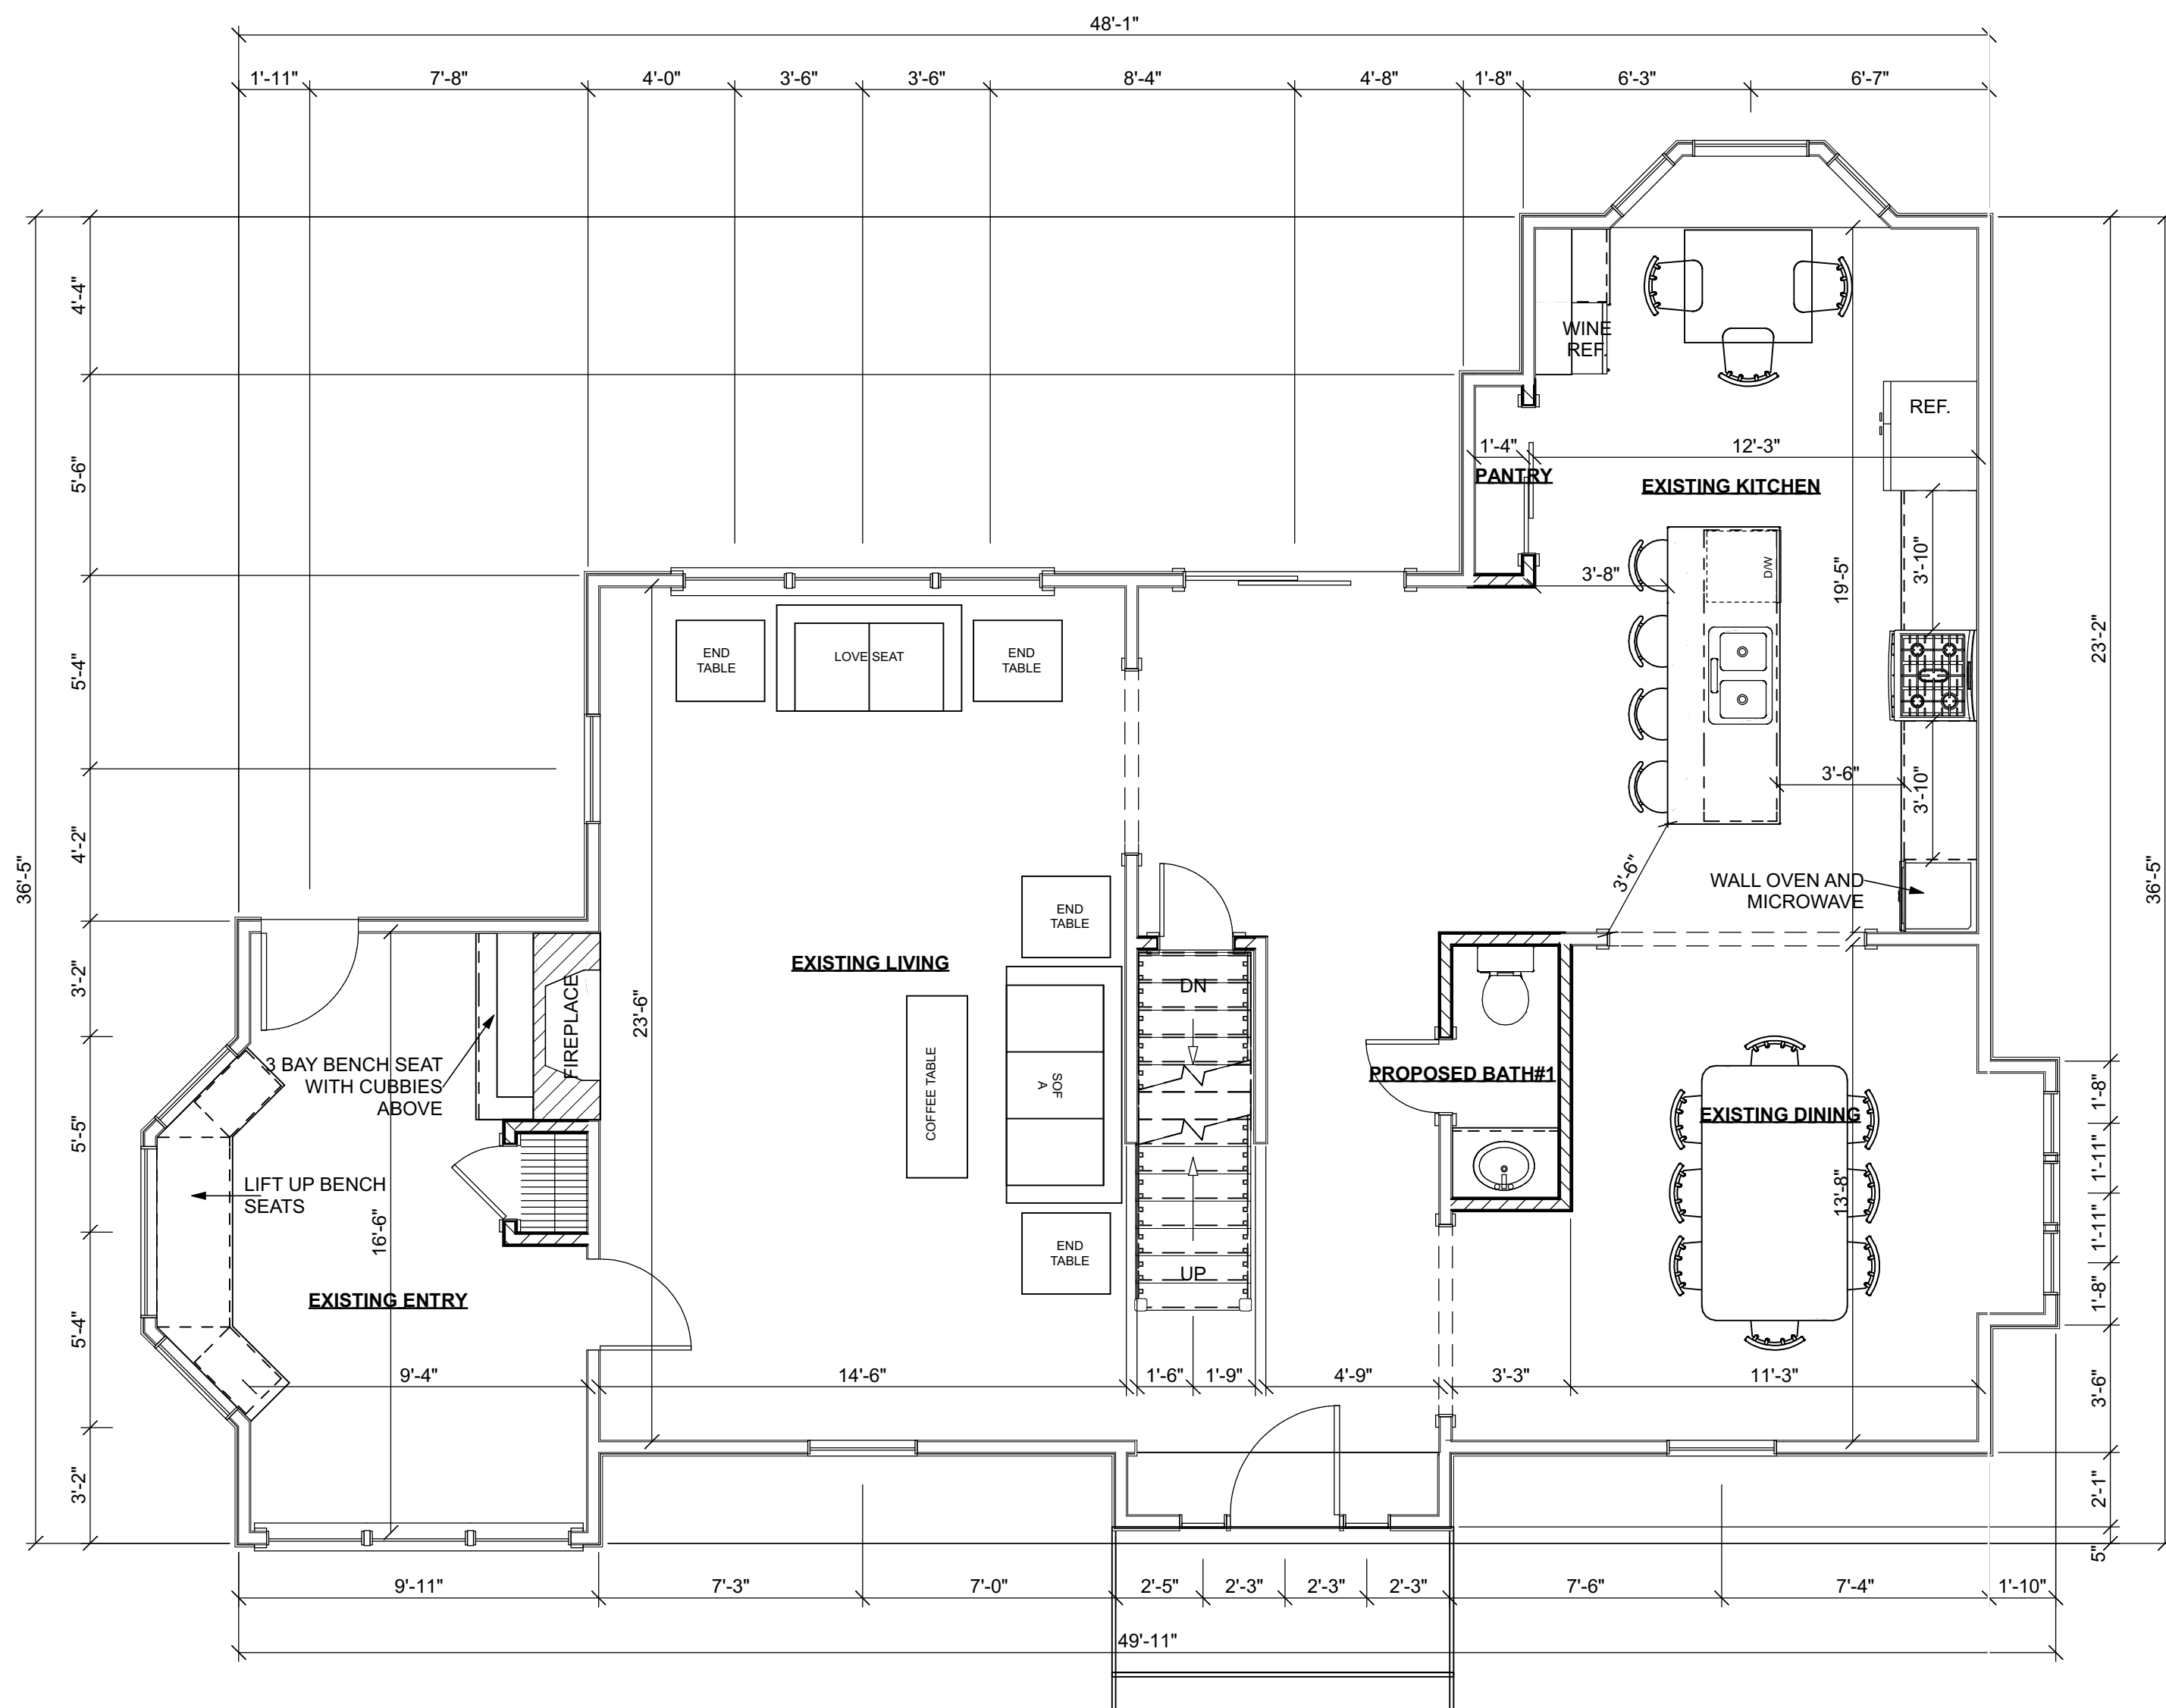 48'-1"
1'-11" 7'-8" 4'-0" 3'-6" 3'-6" 8'-4" 4'-8" 1'-8" 6'-3" 6'-7"
4'-4"
WINE
REF.
REF.
1'-4" 12'-3"
5'-6"
PANTRY
EXISTING KITCHEN
3'-10"
D/W
3'-8"
19'-5"
23'-2"
END
TABLE
LOVE SEAT
END
TABLE
5'-4"
3'-6"
3'-10"
4'-2"
36'-5"
3'-6"
WALL OVEN AND
MICROWAVE
36'-5"
END
TABLE
EXISTING LIVING
3'-2"
DN
FIREPLACE
23'-6"
3 BAY BENCH SEAT
WITH CUBBIES
ABOVE
COFFEE TABLE
SOF
A
PROPOSED BATH#1
EXISTING DINING
1'-8"
5'-5"
1'-11"
LIFT UP BENCH
SEATS
13'-8"
16'-6"
1'-11"
END
TABLE
UP
EXISTING ENTRY
1'-8"
5'-4"
9'-4" 14'-6" 1'-6" 1'-9" 4'-9" 3'-3" 11'-3"
3'-6"
3'-2"
2'-1"
5"
9'-11" 7'-3" 7'-0" 2'-5" 2'-3" 2'-3" 2'-3" 7'-6" 7'-4" 1'-10"
49'-11"